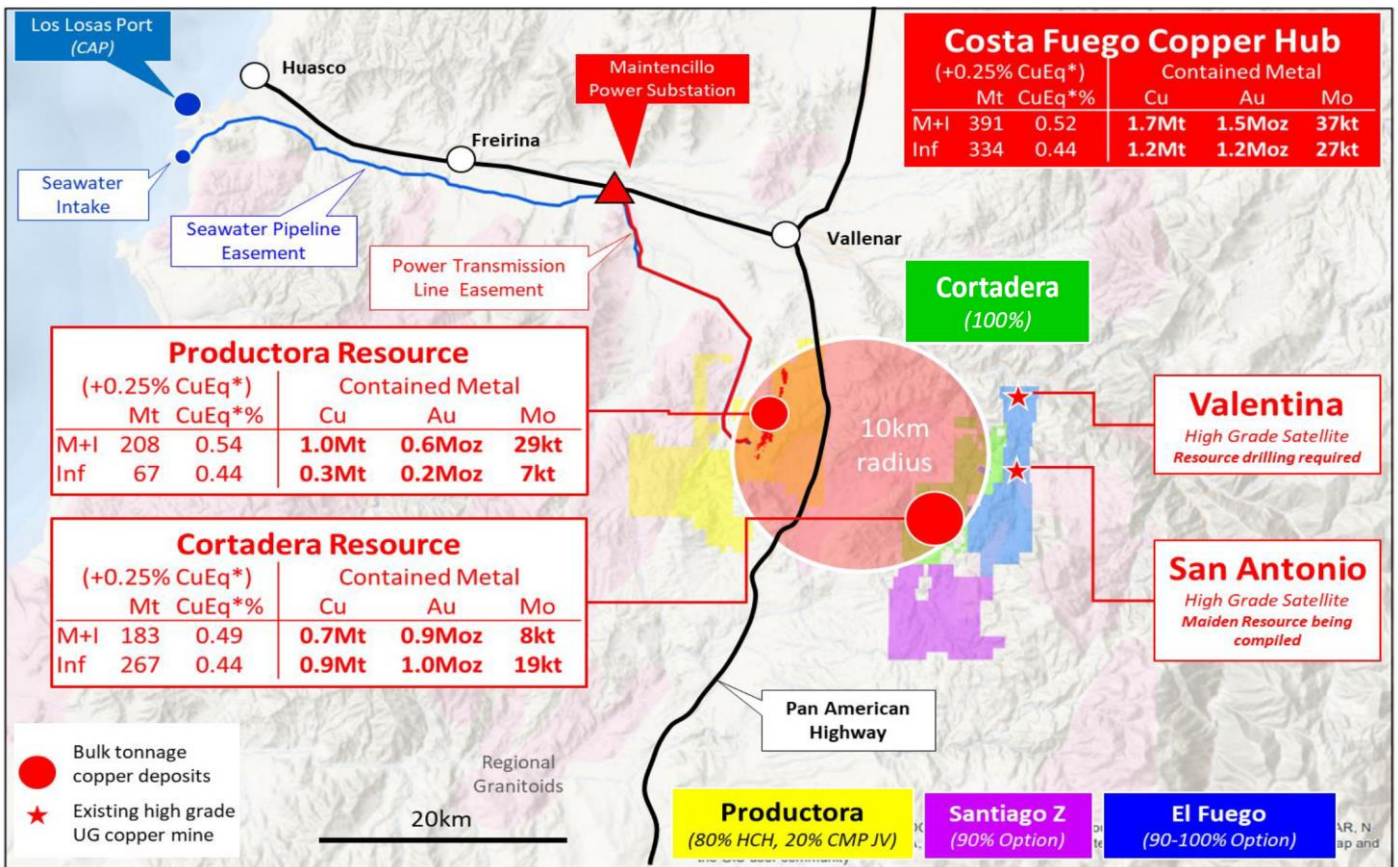 Los Losas Port
(CAP)
Huasco
Maintencillo
Power Substation
Costa Fuego Copper Hub
(+0.25% CuEq*) Contained Metal
Mt CuEq*% Cu Au Mo
M+I 391 0.52 1.7Mt 1.5Moz 37kt
Inf 334 0.44 1.2Mt 1.2Moz 27kt
Freirina
Seawater
Intake
Seawater Pipeline
Easement
Power Transmission
Line Easement
Vallenar
Cortadera
(100%)
Productora Resource
(+0.25% CuEq*) Contained Metal
Mt CuEq*% Cu Au Mo
M+I 208 0.54 1.0Mt 0.6Moz 29kt
Inf 67 0.44 0.3Mt 0.2Moz 7kt
10km
radius
Valentina
High Grade Satellite
Resource drilling required
Cortadera Resource
(+0.25% CuEq*) Contained Metal
Mt CuEq*% Cu Au Mo
M+I 183 0.49 0.7Mt 0.9Moz 8kt
Inf 267 0.44 0.9Mt 1.0Moz 19kt
San Antonio
High Grade Satellite
Maiden Resource being
compiled
Pan American
Highway
Bulk tonnage
copper deposits
Existing high grade
UG copper mine
Regional
Granitoids
20km
Productora
(80% HCH, 20% CMP JV)
Santiago Z
(90% Option)
El Fuego
(90-100% Option)